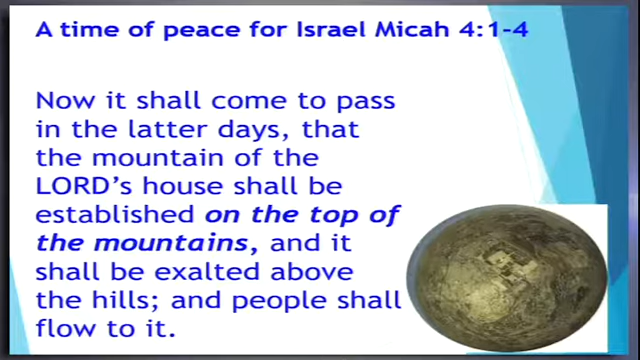 A time of peace for Israel Micah 4:1-4
Now it shall come to pass
in the latter days, that
the mountain of the
LORD’s house shall be
established on the top of
the mountains, and it
shall be exalted above
the hills; and people shall
flow to it.